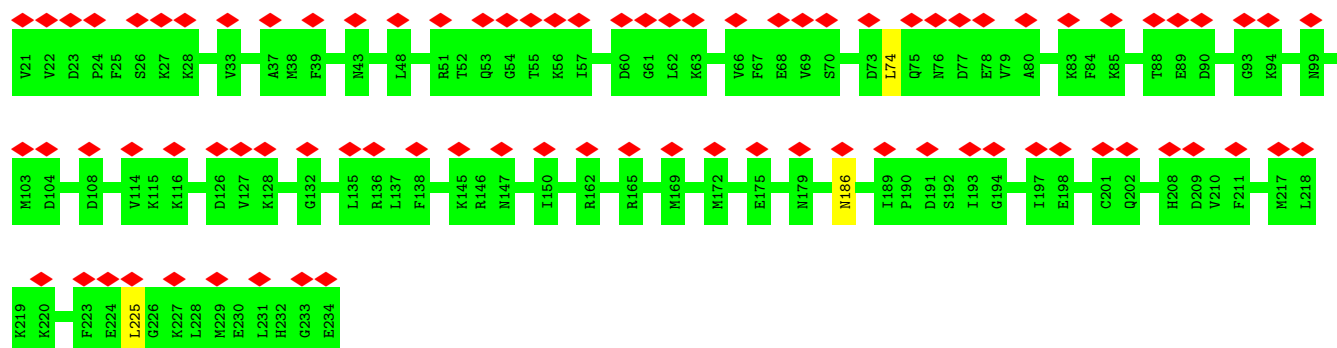 V21 V22 D23 P24 F25 S26 K27 K28 V33 A37 M38 F39 N43 L48 R51 T52 Q53 G54 T55 K56 I57 D60 G61 L62 K63 V66 F67 E68 V69 S70 D73 L74 Q75 N76 D77 E78 V79 A80 K83 F84 K85 T88 E89 D90 G93 K94 N99
M103 D104 D108 V114 K115 K116 D126 V127 K128 G132 L135 R136 L137 F138 K145 R146 N147 I150 R162 R165 M169 M172 E175 N179 N186 I189 P190 D191 S192 I193 G194 I197 E198 C201 Q202 H208 D209 V210 F211 M217 L218
K219 K220 F223 E224 L225 G226 K227 L228 M229 E230 L231 H232 G233 E234